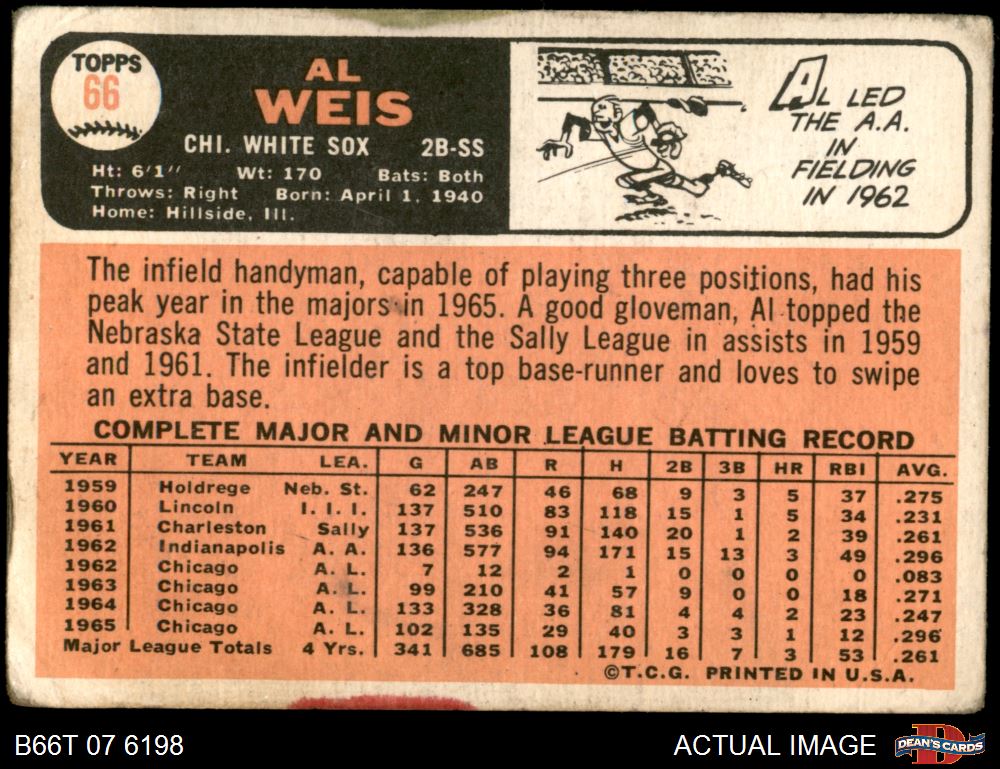 TOPPS
66
AL
WEIS
CHI. WHITE SOX 2B-SS
Ht: 6'1" Wt: 170 Bats: Both
Throws: Right Born: April 1, 1940
Home: Hillside, Ill.
AL LED
THE A.A.
IN
FIELDING
IN 1962
The infield handyman, capable of playing three positions, had his
peak year in the majors in 1965. A good gloveman, Al topped the
Nebraska State League and the Sally League in assists in 1959
and 1961. The infielder is a top base-runner and loves to swipe
an extra base.
COMPLETE MAJOR AND MINOR LEAGUE BATTING RECORD
YEAR TEAM LEA. G AB R H 2B 3B HR RBI AVG.
1959 Holdrege Neb. St. 62 247 46 68 9 3 5 37 .275
1960 Lincoln I. I. I. 137 510 83 118 15 1 5 34 .231
1961 Charleston Sally 137 536 91 140 20 1 2 39 .261
1962 Indianapolis A. A. 136 577 94 171 15 13 3 49 .296
1962 Chicago A. L. 7 12 2 1 0 0 0 0 .083
1963 Chicago A. L. 99 210 41 57 9 0 0 18 .271
1964 Chicago A. L. 133 328 36 81 4 4 2 23 .247
1965 Chicago A. L. 102 135 29 40 3 3 1 12 .296
Major League Totals 4 Yrs. 341 685 108 179 16 7 3 53 .261
©T.C.G. PRINTED IN U.S.A.
B66T 07 6198
ACTUAL IMAGE
DEAN'S CARDS